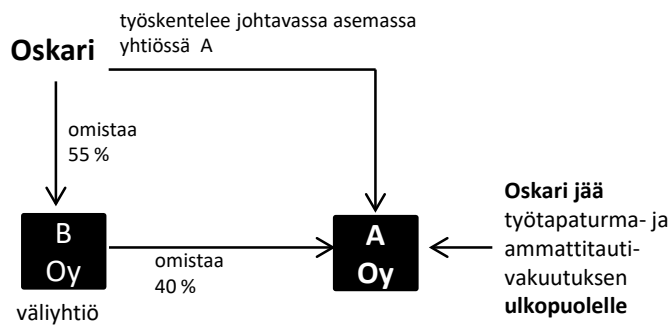 työskentelee johtavassa asemassa
yhtiössä A
Oskari
omistaa
55 %
B
Oy
väliyhtiö
omistaa
40 %
A
Oy
Oskari jää
työtapaturma- ja
ammattitauti-
vakuutuksen
ulkopuolelle